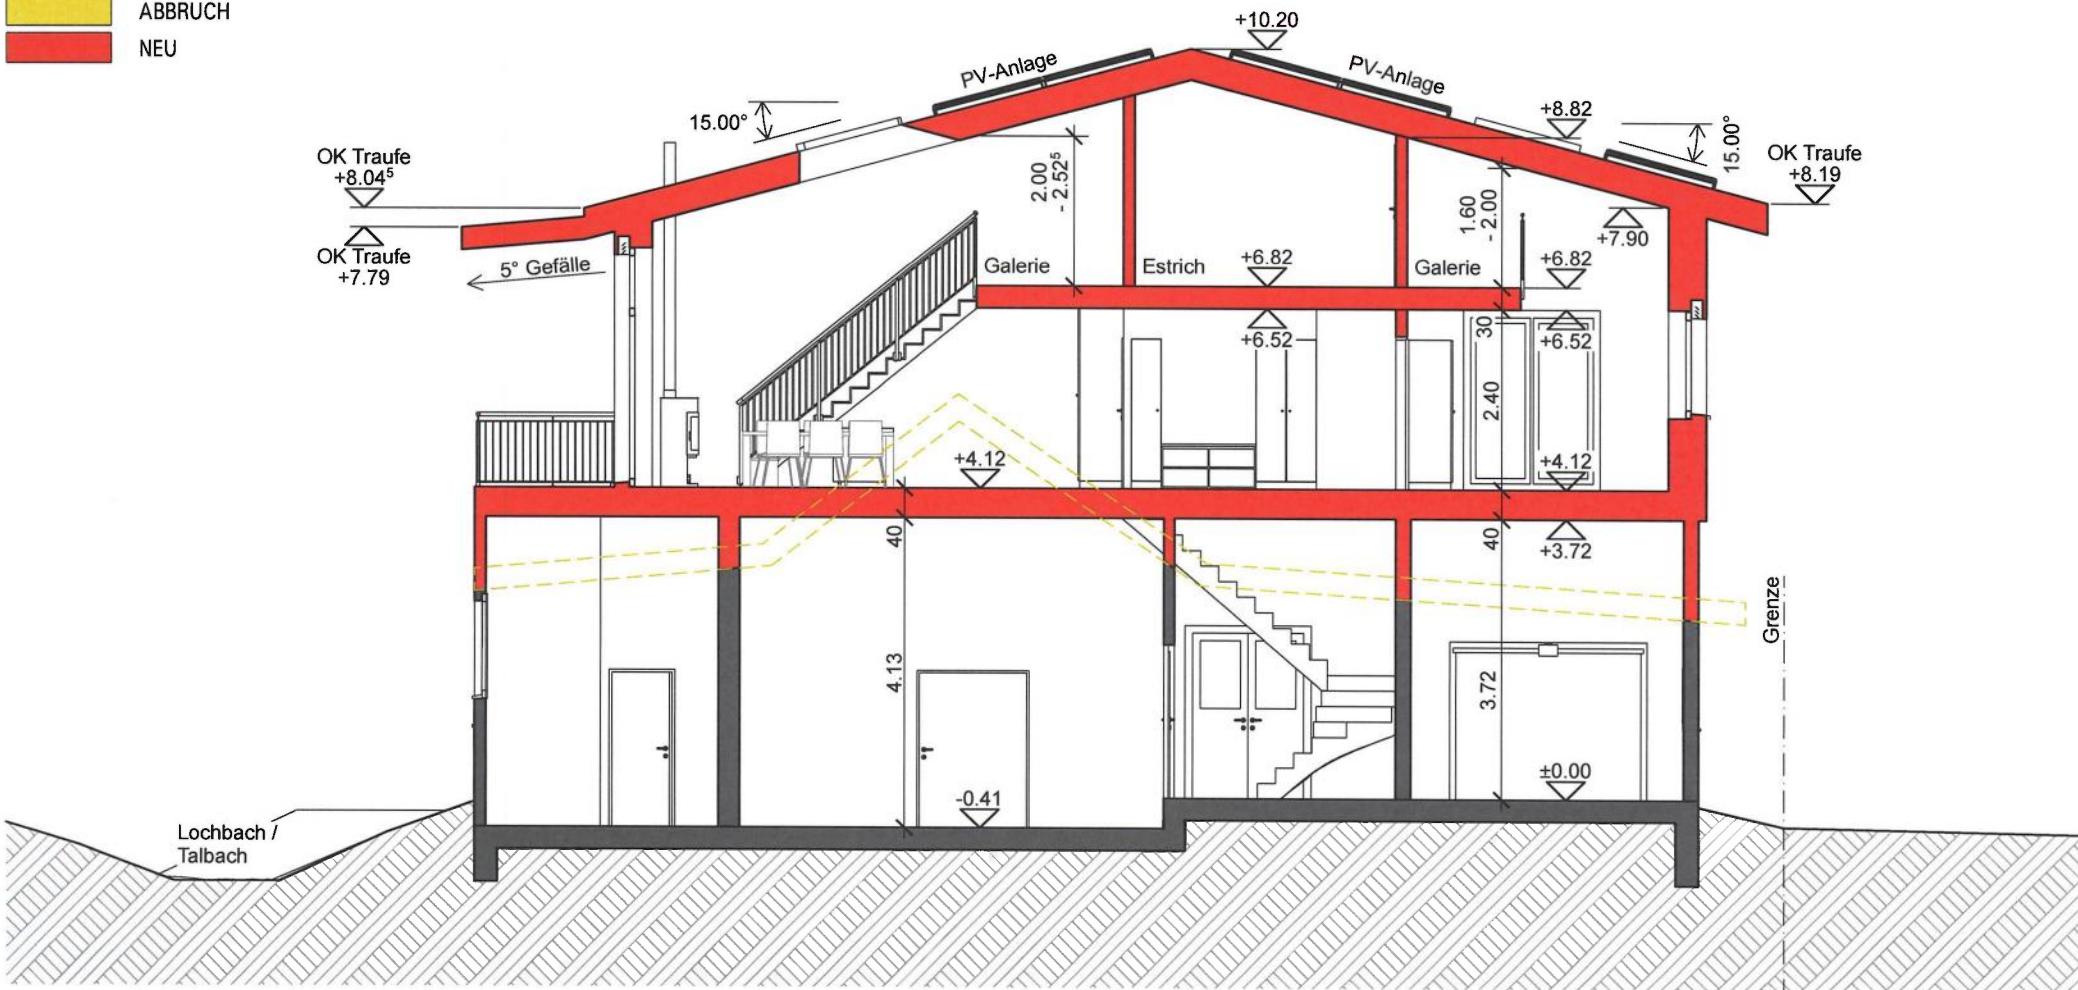 ABBRUCH
NEU
+10.20
PV-Anlage
PV-Anlage
15.00°
+8.82
15.00°
OK Traufe
+8.04⁵
OK Traufe
+8.19
OK Traufe
+7.79
5° Gefälle
2.00
- 2.52⁵
1.60
- 2.00
+7.90
Galerie
Estrich
+6.82
Galerie
+6.82
+6.52
30
+6.52
2.40
+4.12
+4.12
40
40
+3.72
Grenze
4.13
3.72
-0.41
±0.00
Lochbach /
Talbach